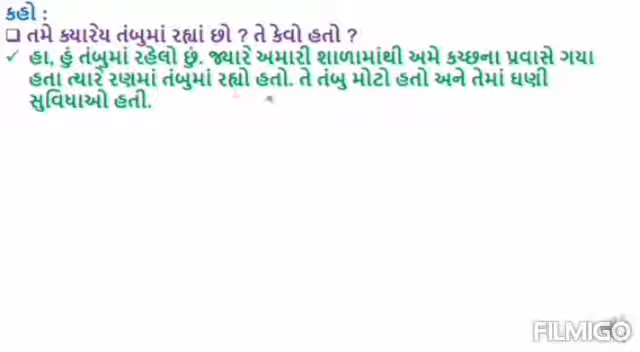 કહો :
❑ તમે ક્યારેય તંબુમાં રહ્યાં છો ? તે કેવો હતો ?
✓ હા, હું તંબુમાં રહેલો છું. જ્યારે અમારી શાળામાંથી અમે કચ્છના પ્રવાસે ગયા
હતા ત્યારે રણમાં તંબુમાં રહ્યો હતો. તે તંબુ મોટો હતો અને તેમાં ઘણી
સુવિધાઓ હતી.
FILMIGO